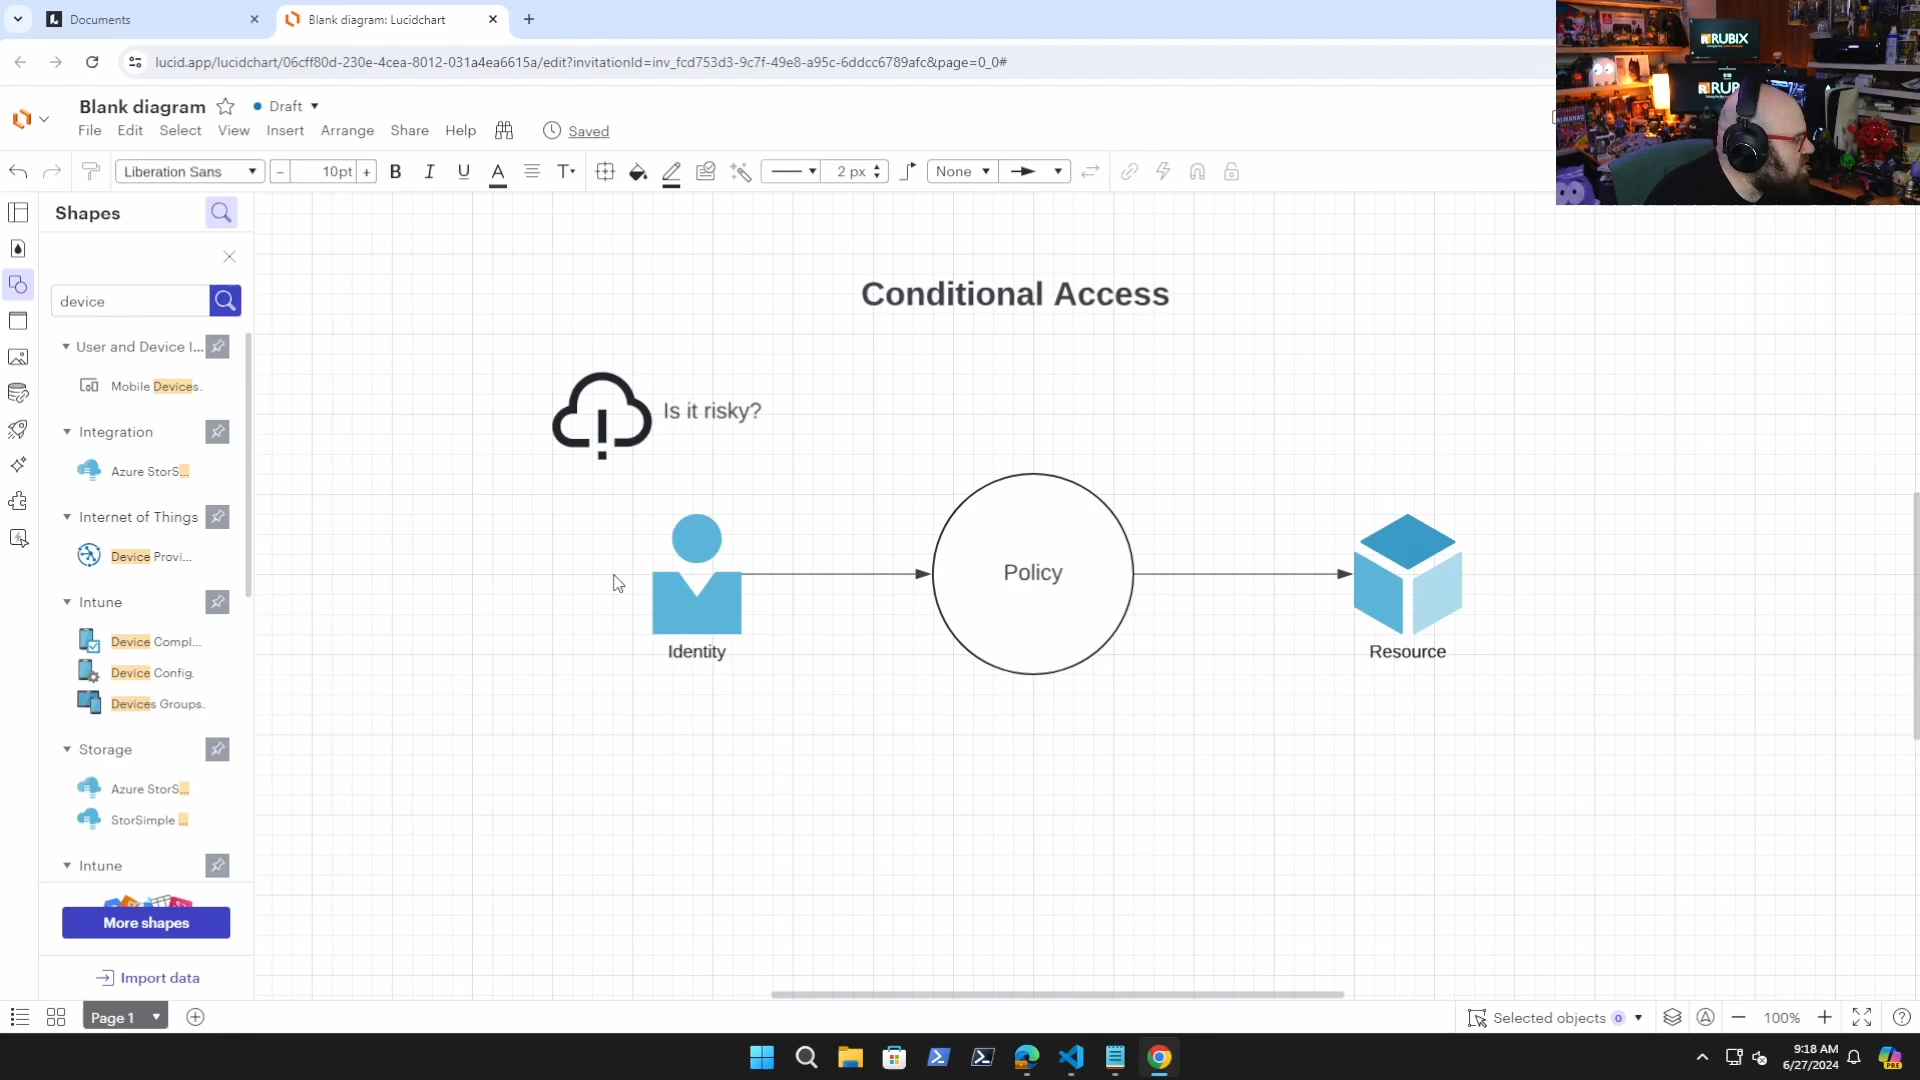 Documents
Blank diagram: Lucidchart
lucid.app/lucidchart/06cff80d-230e-4cea-8012-031a4ea6615a/edit?invitationId=inv_fcd753d3-9c7f-49e8-a95c-6ddcc6789afc&page=0_0#
Blank diagram
Draft
File Edit Select View Insert Arrange Share Help Saved
Liberation Sans 10pt 2 px None
Shapes
device
User and Device I...
Mobile Devices.
Integration
Azure StorS...
Internet of Things
Device Provi...
Intune
Device Compl...
Device Config.
Devices Groups.
Storage
Azure StorS...
StorSimple ...
Intune
More shapes
Import data
Conditional Access
Is it risky?
Policy
Identity
Resource
RUBIX
Page 1
Selected objects 0
100%
9:18 AM
6/27/2024
PRE